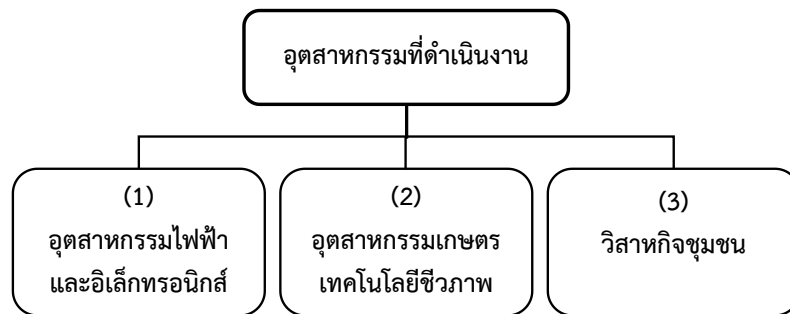 อุตสาหกรรมที่ดำเนินงาน
(1)
อุตสาหกรรมไฟฟ้า
และอิเล็กทรอนิกส์
(2)
อุตสาหกรรมเกษตร
เทคโนโลยีชีวภาพ
(3)
วิสาหกิจชุมชน